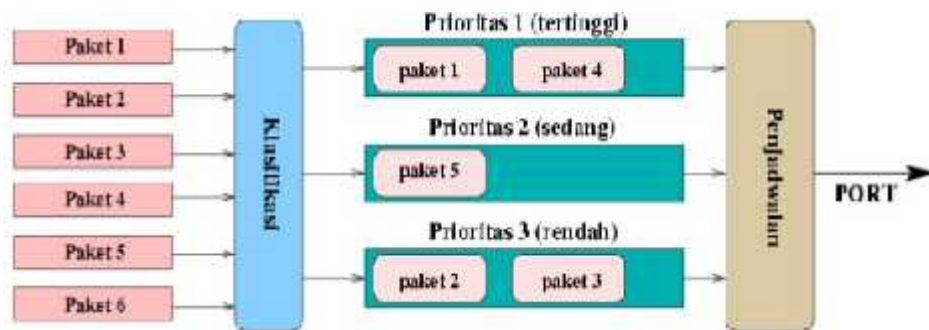 Paket 1
Paket 2
Paket 3
Paket 4
Paket 5
Paket 6
Klasifikasi
Prioritas 1 (tertinggi)
paket 1 paket 4
Prioritas 2 (sedang)
paket 5
Prioritas 3 (rendah)
paket 2 paket 3
Penjadwalan
PORT